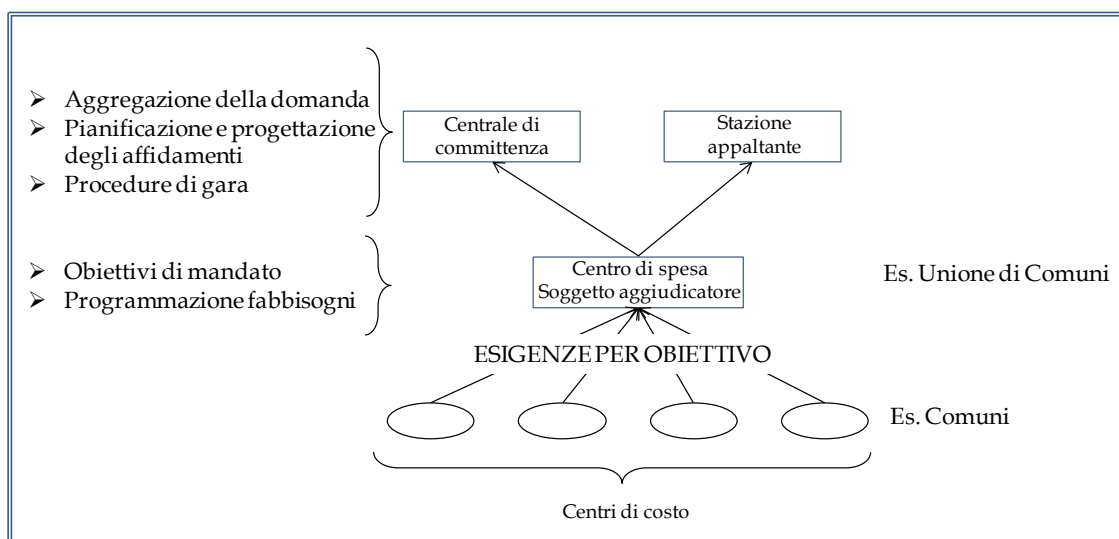 ➢ Aggregazione della domanda
➢ Pianificazione e progettazione
degli affidamenti
➢ Procedure di gara
Centrale di
committenza
Stazione
appaltante
➢ Obiettivi di mandato
➢ Programmazione fabbisogni
Centro di spesa
Soggetto aggiudicatore
Es. Unione di Comuni
ESIGENZE PER OBIETTIVO
Es. Comuni
Centri di costo